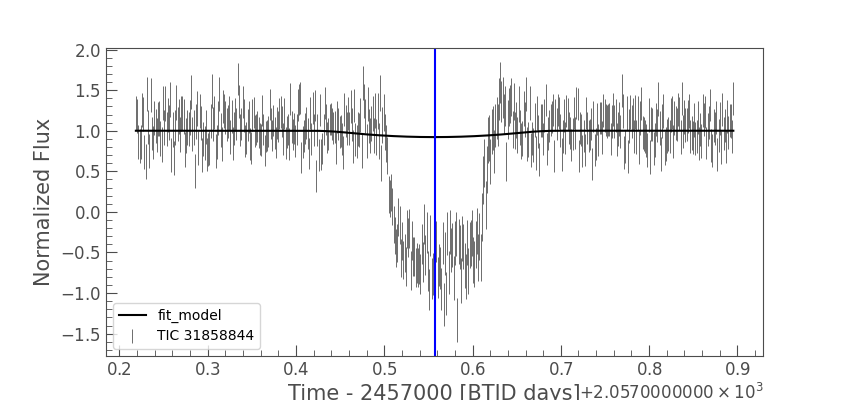 2.0
1.5
1.0
0.5
0.0
−0.5
−1.0
−1.5
Normalized Flux
fit_model
TIC 31858844
0.2 0.3 0.4 0.5 0.6 0.7 0.8 0.9
Time - 2457000 [BTJD days]
+2.0570000000 × 10³